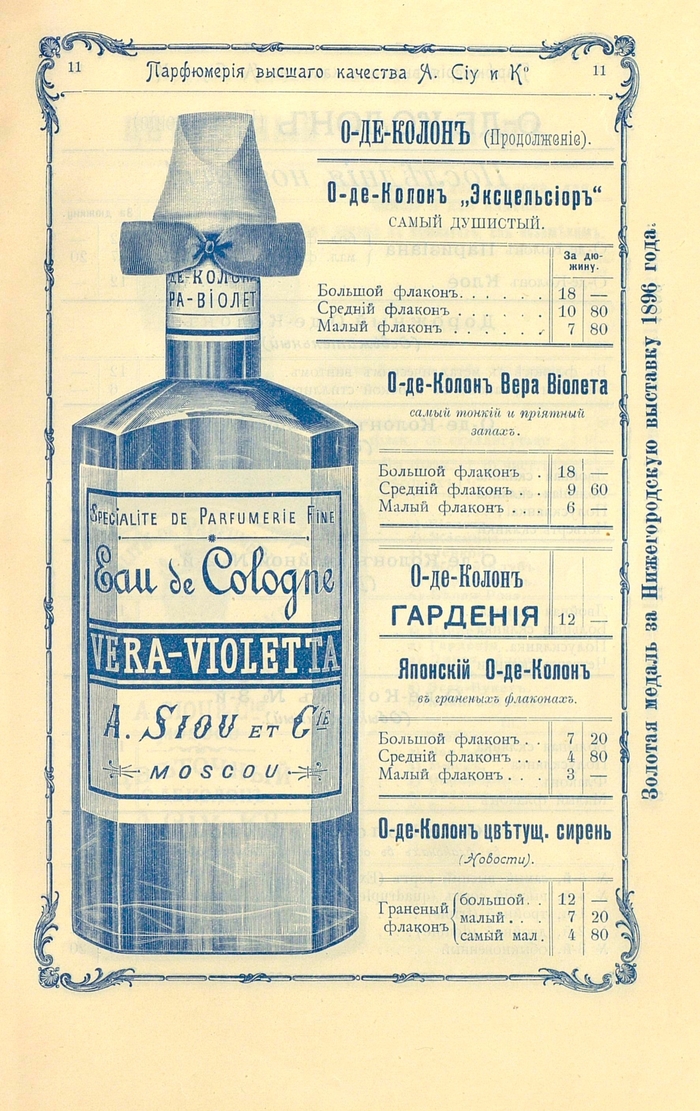 11
Парфюмерія высшаго качества А. Сіу и Ко
11
О-ДЕ-КОЛОНЪ (Продолженіе).
О-де-Колонъ „Эксцельсіоръ“
САМЫЙ ДУШИСТЫЙ.
За дю-
жину.
Большой флаконъ. . . . . . 18 —
Средній флаконъ. . . . . . 10 80
Малый флаконъ. . . . . . 7 80
О-де-Колонъ Вера Віолета
самый тонкій и пріятный
запахъ.
Большой флаконъ . 18 —
Средній флаконъ . . 9 60
Малый флаконъ . . . 6 —
О-де-Колонъ
ГАРДЕНІЯ 12 —
Японскій О-де-Колонъ
въ граненыхъ флаконахъ.
Большой флаконъ . . 7 20
Средній флаконъ . . . 4 80
Малый флаконъ . . . 3 —
О-де-Колонъ цвѣтущ. сирень
(Новости).
Граненый флаконъ
большой. . 12 —
малый . . . 7 20
самый мал. 4 80
ДЕ-КОЛОН
РА-ВІОЛЕТ
SPECIALITE DE PARFUMERIE FINE
Eau de Cologne
VERA-VIOLETTA
A. SIOU ET Cie
MOSCOU
Золотая медаль за Нижегородскую выставку 1896 года.